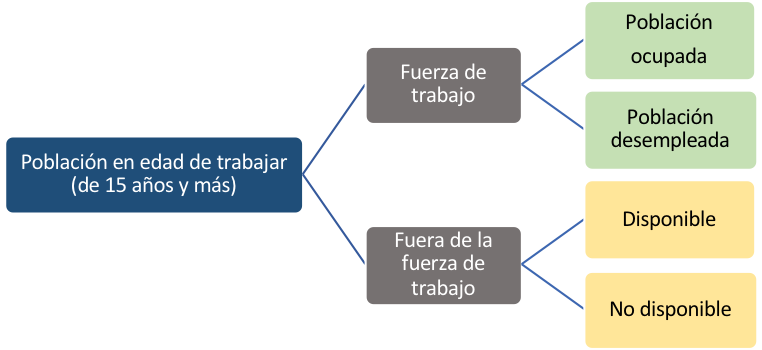 Población
ocupada
Fuerza de
trabajo
Población
desempleada
Población en edad de trabajar
(de 15 años y más)
Disponible
Fuera de la
fuerza de
trabajo
No disponible